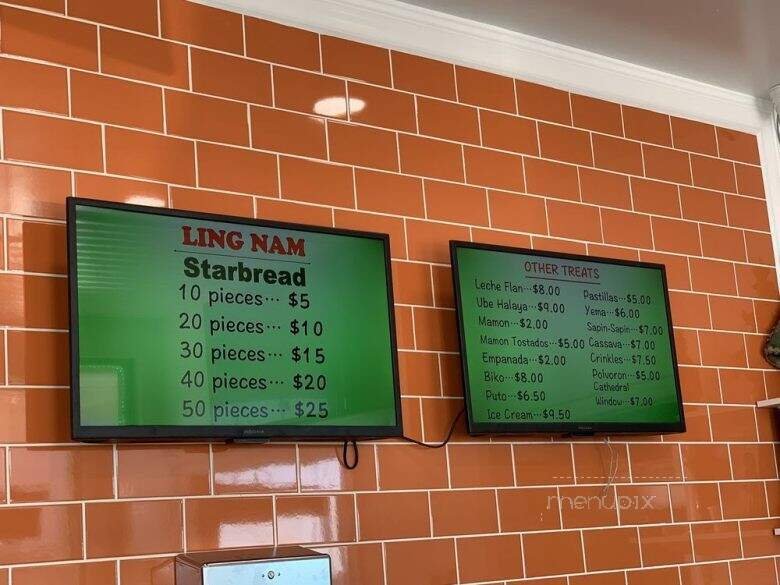 LING NAM
Starbread
10 pieces... $5
20 pieces... $10
30 pieces... $15
40 pieces... $20
50 pieces... $25
OTHER TREATS
Leche Flan...$8.00
Ube Halaya...$9.00
Mamon...$2.00
Mamon Tostados...$5.00
Empanada...$2.00
Biko...$8.00
Puto...$6.50
Ice Cream...$9.50
Pastillas...$5.00
Yema...$6.00
Sapin-Sapin...$7.00
Cassava...$7.00
Crinkles...$7.50
Polvoron...$5.00
Cathedral
Window...$7.00
menupix